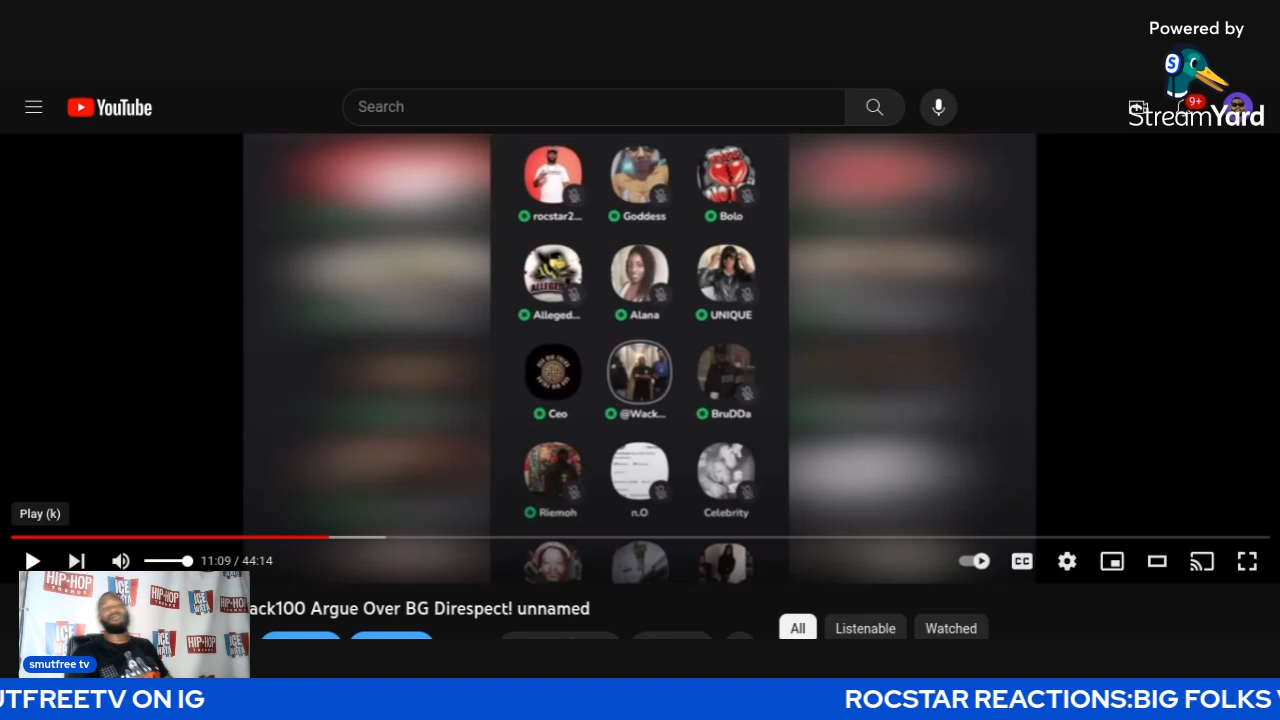 Powered by
StreamYard
YouTube
Search
9+
rocstar2...
Goddess
Bolo
Alleged...
Alana
UNIQUE
Ceo
@Wack...
BruDDa
Riemoh
n.O
Celebrity
Play (k)
11:09 / 44:14
CC
ack100 Argue Over BG Direspect! unnamed
All
Listenable
Watched
HIP-HOP
smutfree tv
UTFREETV ON IG
ROCSTAR REACTIONS:BIG FOLKS